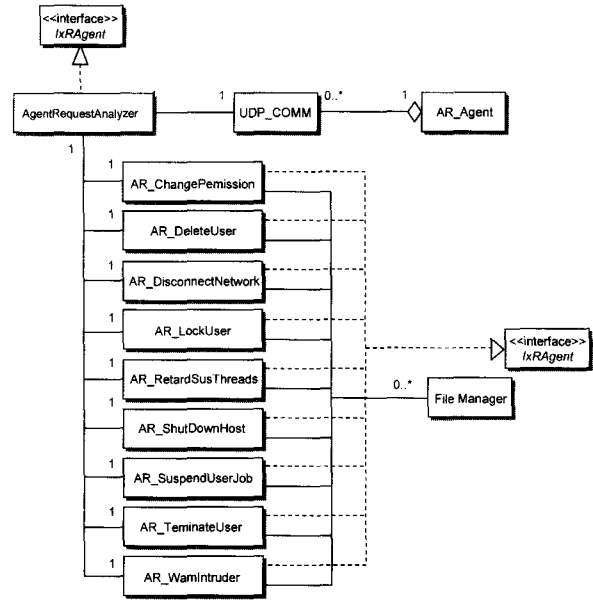 <<interface>>
IxRAgent
AgentRequestAnalyzer
1
UDP_COMM
0..*
1
AR_Agent
1
1
AR_ChangePemission
1
AR_DeleteUser
1
AR_DisconnectNetwork
1
AR_LockUser
<<interface>>
IxRAgent
1
AR_RetardSusThreads
0..*
File Manager
1
AR_ShutDownHost
1
AR_SuspendUserJob
1
AR_TeminateUser
1
AR_WarnIntruder